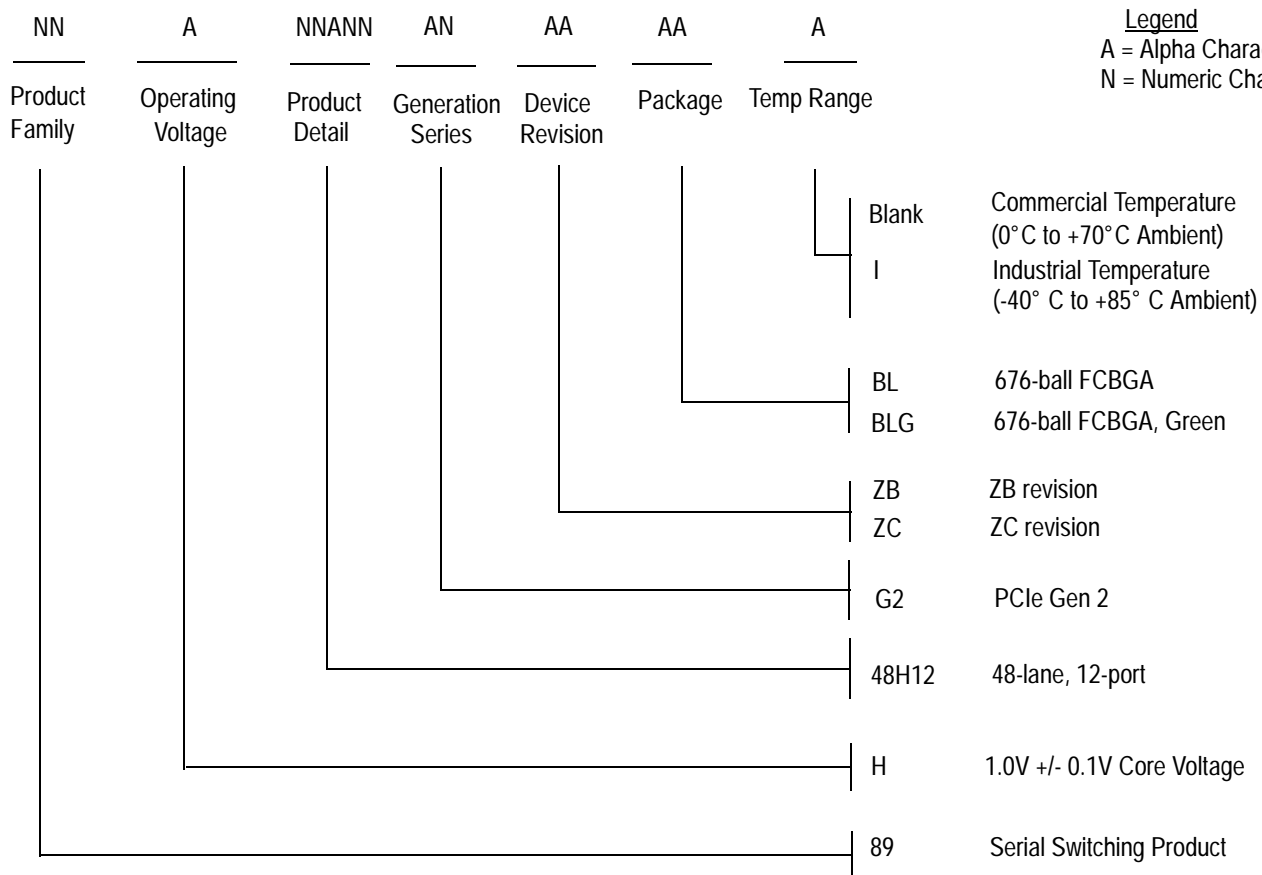 NN A NNANN AN AA AA A
Legend
A = Alpha
N = Numeric
Product Family
Operating Voltage
Product Detail
Generation Series
Device Revision
Package
Temp Range
Blank Commercial Temperature
(0°C to +70°C Ambient)
I Industrial Temperature
(-40° C to +85° C Ambient)
BL 676-ball FCBGA
BLG 676-ball FCBGA, Green
ZB ZB revision
ZC ZC revision
G2 PCIe Gen 2
48H12 48-lane, 12-port
H 1.0V +/- 0.1V Core Voltage
89 Serial Switching Product